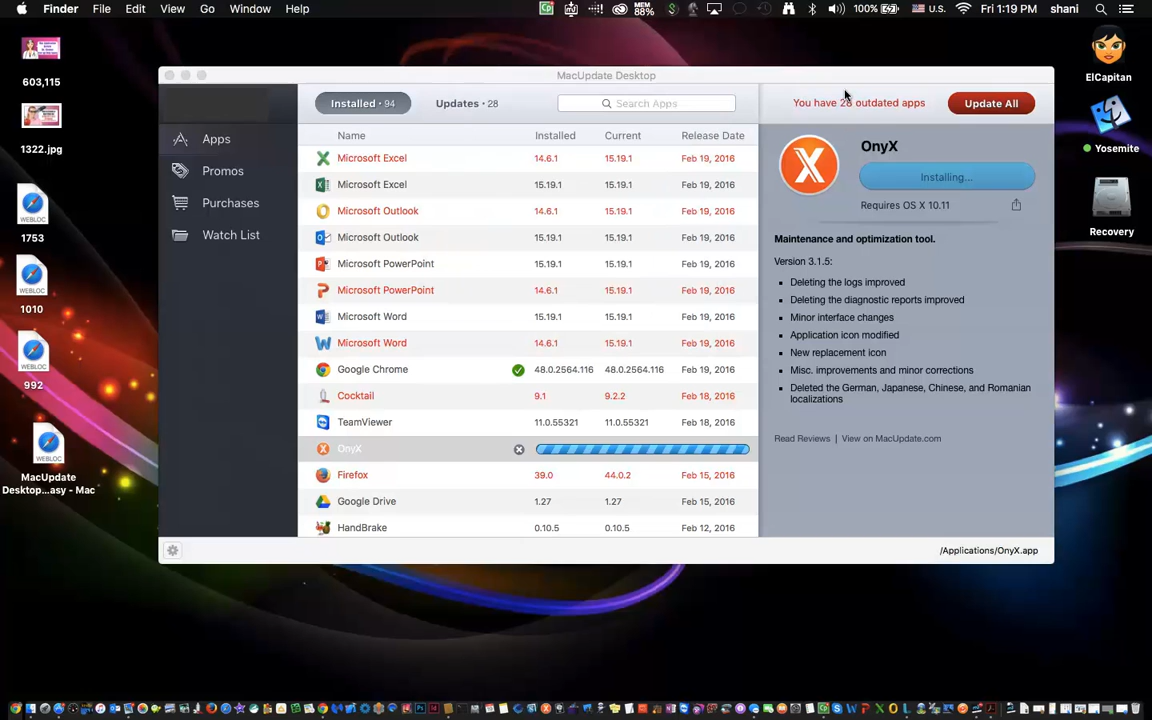 Finder File Edit View Go Window Help MEM 88% 100% U.S. Fri 1:19 PM shani
603,115
1322.jpg
WEBLOC
1753
WEBLOC
1010
WEBLOC
992
WEBLOC
MacUpdate
Desktop...asy - Mac
ElCapitan
Yosemite
Recovery
MacUpdate Desktop
Installed • 94 Updates • 28 Search Apps You have 28 outdated apps Update All
Apps
Promos
Purchases
Watch List
Name Installed Current Release Date
Microsoft Excel 14.6.1 15.19.1 Feb 19, 2016
Microsoft Excel 15.19.1 15.19.1 Feb 19, 2016
Microsoft Outlook 14.6.1 15.19.1 Feb 19, 2016
Microsoft Outlook 15.19.1 15.19.1 Feb 19, 2016
Microsoft PowerPoint 15.19.1 15.19.1 Feb 19, 2016
Microsoft PowerPoint 14.6.1 15.19.1 Feb 19, 2016
Microsoft Word 15.19.1 15.19.1 Feb 19, 2016
Microsoft Word 14.6.1 15.19.1 Feb 19, 2016
Google Chrome 48.0.2564.116 48.0.2564.116 Feb 19, 2016
Cocktail 9.1 9.2.2 Feb 18, 2016
TeamViewer 11.0.55321 11.0.55321 Feb 18, 2016
OnyX
Firefox 39.0 44.0.2 Feb 15, 2016
Google Drive 1.27 1.27 Feb 15, 2016
HandBrake 0.10.5 0.10.5 Feb 12, 2016
OnyX
Installing...
Requires OS X 10.11
Maintenance and optimization tool.
Version 3.1.5:
Deleting the logs improved
Deleting the diagnostic reports improved
Minor interface changes
Application icon modified
New replacement icon
Misc. improvements and minor corrections
Deleted the German, Japanese, Chinese, and Romanian
localizations
Read Reviews | View on MacUpdate.com
/Applications/OnyX.app